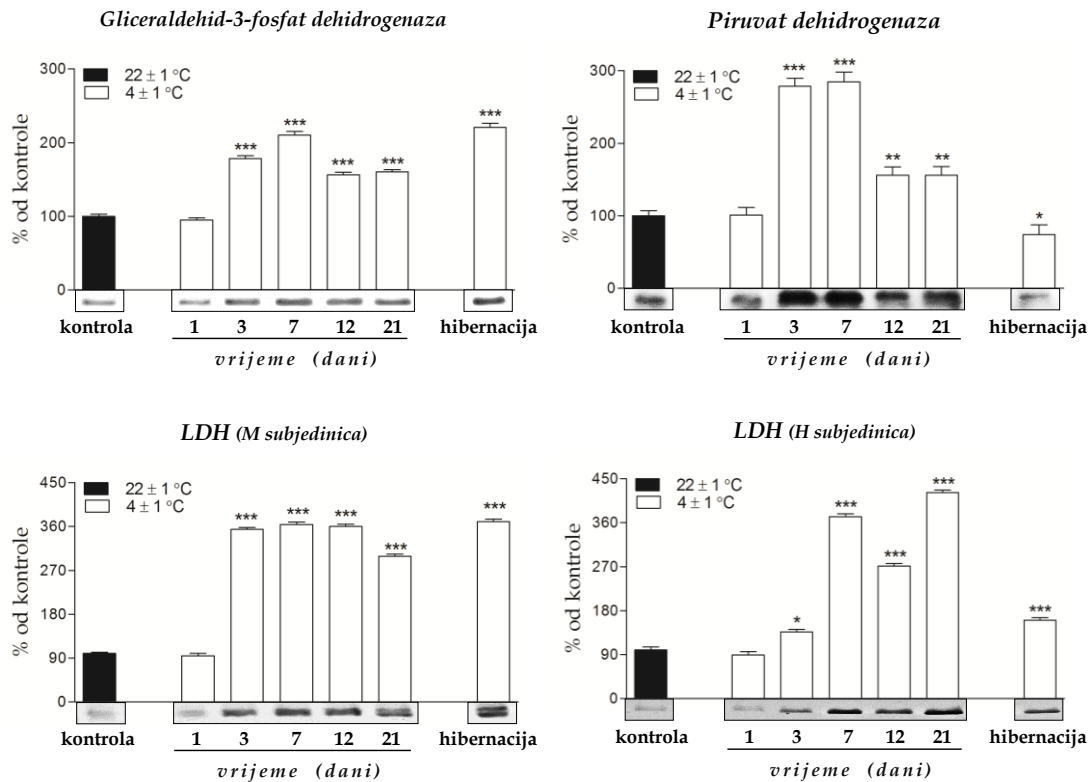 Gliceraldehid-3-fosfat dehidrogenaza
% od kontrole
300
200
100
0
22 ± 1 °C
4 ± 1 °C
***
***
***
***
***
kontrola
1 3 7 12 21
hibernacija
vrijeme (dani)
Piruvat dehidrogenaza
% od kontrole
300
200
100
0
22 ± 1 °C
4 ± 1 °C
***
***
**
**
*
kontrola
1 3 7 12 21
hibernacija
vrijeme (dani)
LDH (M subjedinica)
% od kontrole
450
360
270
180
90
0
22 ± 1 °C
4 ± 1 °C
***
***
***
***
***
kontrola
1 3 7 12 21
hibernacija
vrijeme (dani)
LDH (H subjedinica)
% od kontrole
450
360
270
180
90
0
22 ± 1 °C
4 ± 1 °C
*
***
***
***
***
kontrola
1 3 7 12 21
hibernacija
vrijeme (dani)